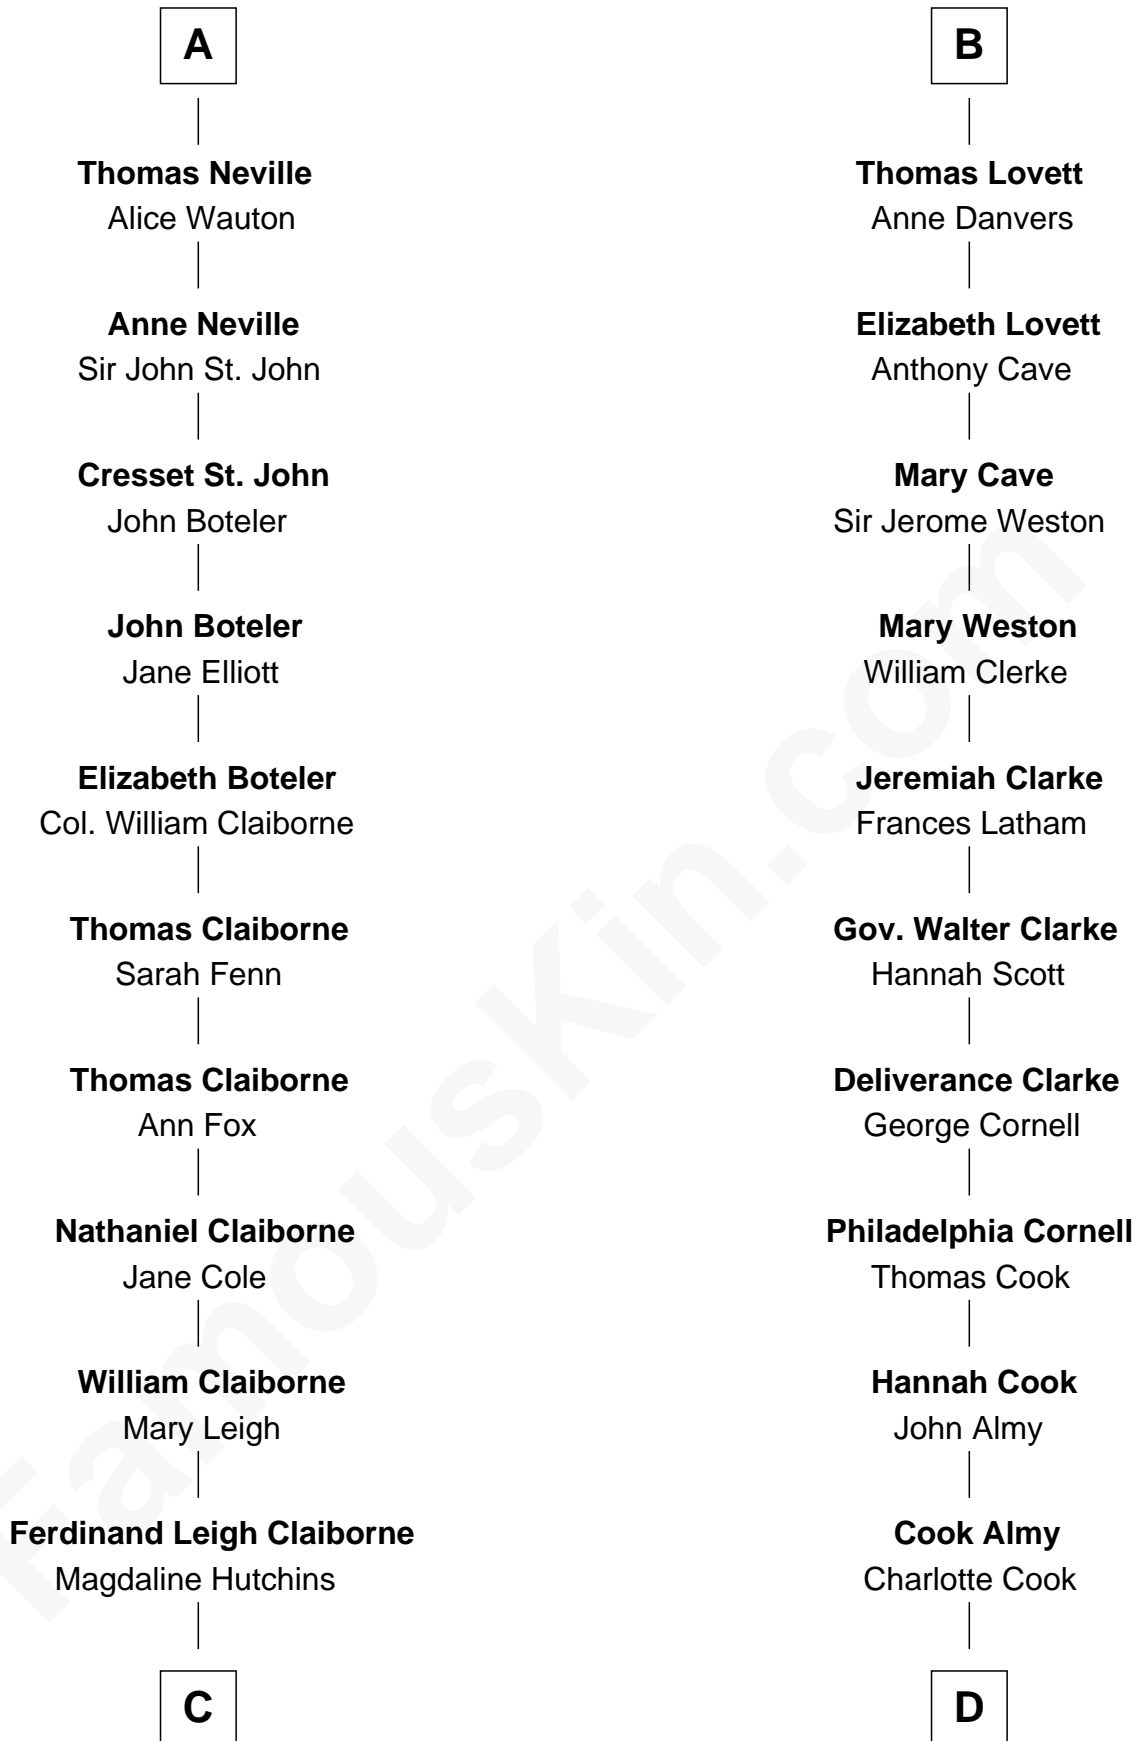 A
Thomas Neville
Alice Wauton
Anne Neville
Sir John St. John
Cresset St. John
John Boteler
John Boteler
Jane Elliott
Elizabeth Boteler
Col. William Claiborne
Thomas Claiborne
Sarah Fenn
Thomas Claiborne
Ann Fox
Nathaniel Claiborne
Jane Cole
William Claiborne
Mary Leigh
Ferdinand Leigh Claiborne
Magdaline Hutchins
C
B
Thomas Lovett
Anne Danvers
Elizabeth Lovett
Anthony Cave
Mary Cave
Sir Jerome Weston
Mary Weston
William Clerke
Jeremiah Clarke
Frances Latham
Gov. Walter Clarke
Hannah Scott
Deliverance Clarke
George Cornell
Philadelphia Cornell
Thomas Cook
Hannah Cook
John Almy
Cook Almy
Charlotte Cook
D
FamousKin.com